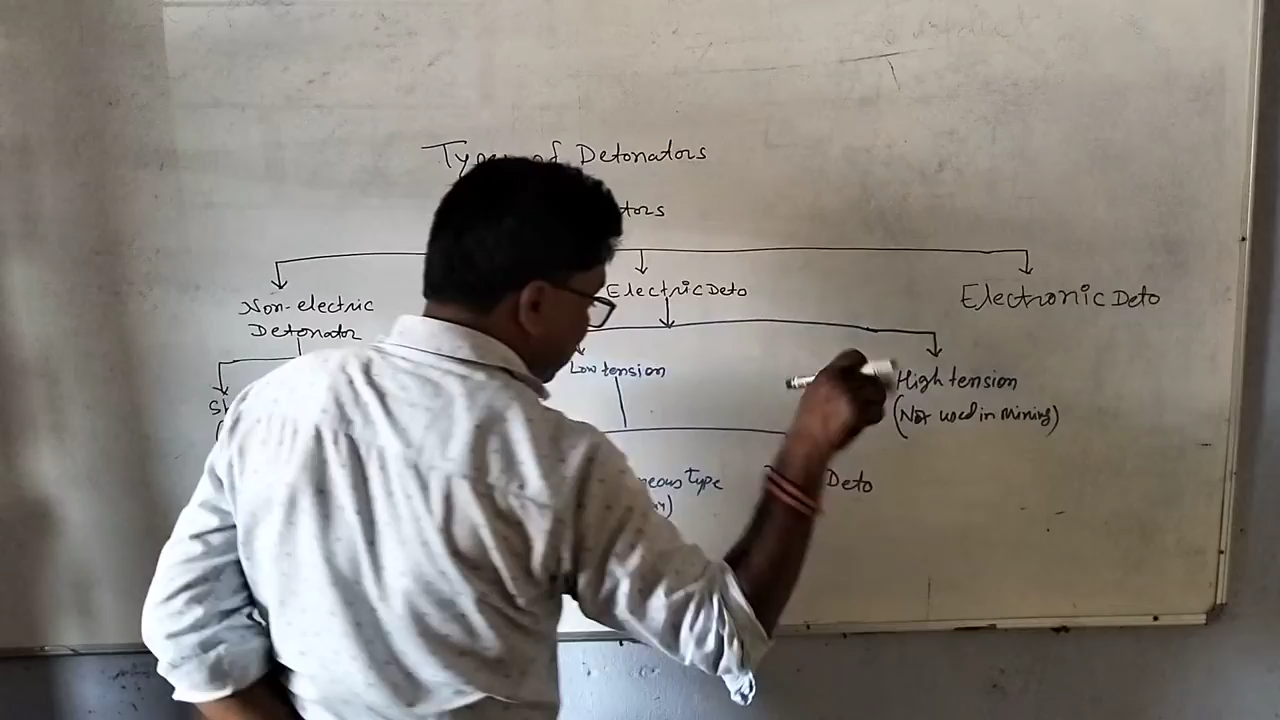 Types of Detonators
tors
Non-electric
Detonator
Electric Deto
Electronic Deto
Low tension
High tension
(Not used in Mining)
neous type
Deto